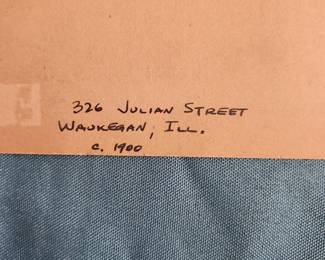 326 JULIAN STREET
WAUKEGAN, ILL.
c. 1900